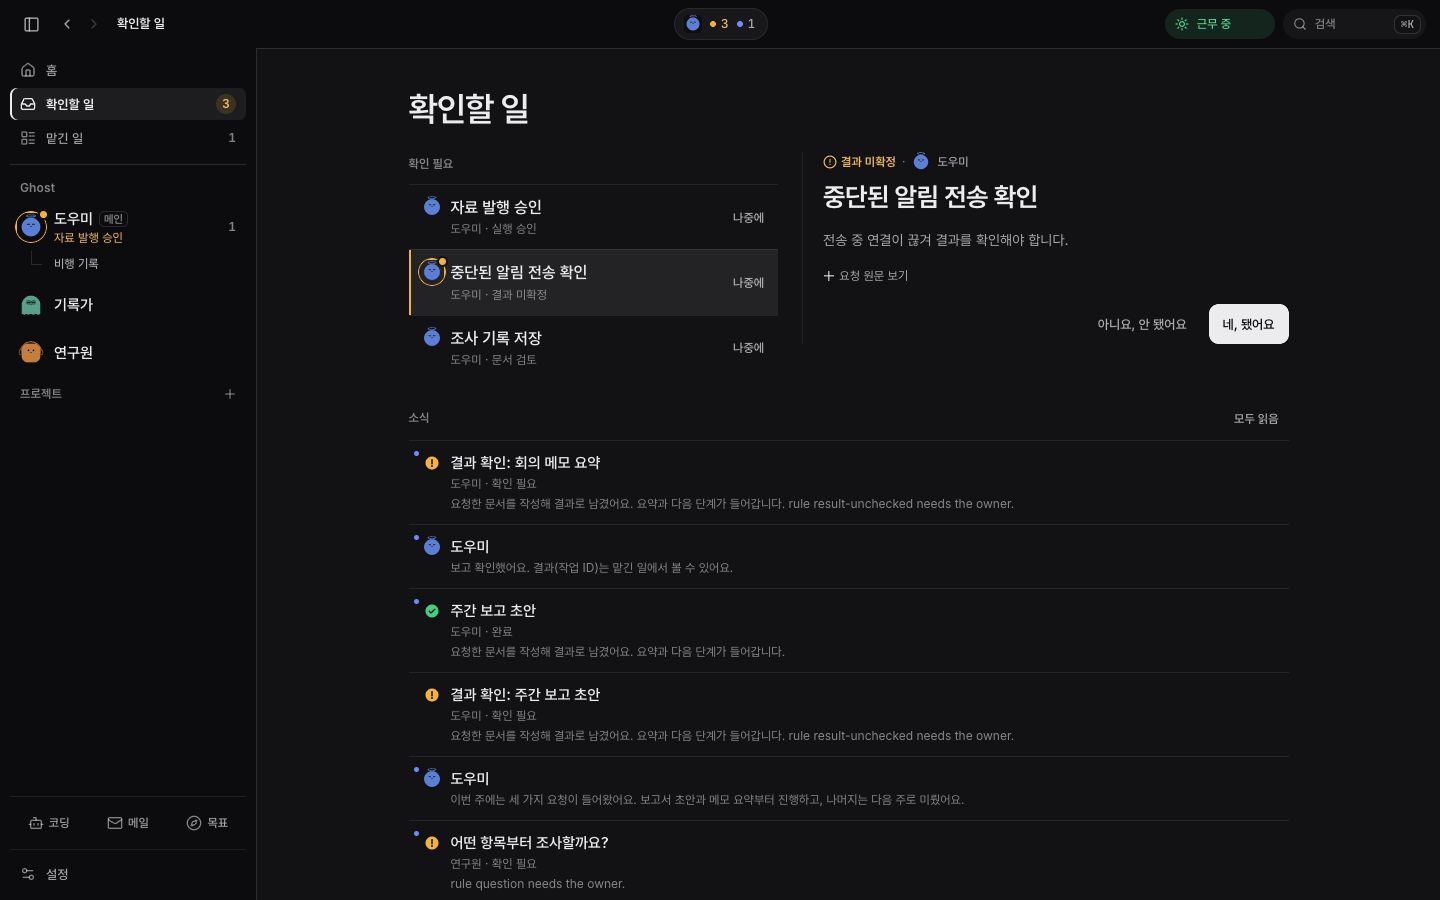 확인할 일
3
1
근무 중
검색
⌘K
홈
확인할 일
3
맡긴 일
1
Ghost
도우미
메인
자료 발행 승인
1
비행 기록
기록가
연구원
프로젝트
코딩
메일
목표
설정
확인할 일
확인 필요
자료 발행 승인
도우미 · 실행 승인
나중에
중단된 알림 전송 확인
도우미 · 결과 미확정
나중에
조사 기록 저장
도우미 · 문서 검토
나중에
결과 미확정 · 도우미
중단된 알림 전송 확인
전송 중 연결이 끊겨 결과를 확인해야 합니다.
요청 원문 보기
아니요, 안 됐어요
네, 됐어요
소식
모두 읽음
결과 확인: 회의 메모 요약
도우미 · 확인 필요
요청한 문서를 작성해 결과로 남겼어요. 요약과 다음 단계가 들어갑니다. rule result-unchecked needs the owner.
도우미
보고 확인했어요. 결과(작업 ID)는 맡긴 일에서 볼 수 있어요.
주간 보고 초안
도우미 · 완료
요청한 문서를 작성해 결과로 남겼어요. 요약과 다음 단계가 들어갑니다.
결과 확인: 주간 보고 초안
도우미 · 확인 필요
요청한 문서를 작성해 결과로 남겼어요. 요약과 다음 단계가 들어갑니다. rule result-unchecked needs the owner.
도우미
이번 주에는 세 가지 요청이 들어왔어요. 보고서 초안과 메모 요약부터 진행하고, 나머지는 다음 주로 미뤘어요.
어떤 항목부터 조사할까요?
연구원 · 확인 필요
rule question needs the owner.